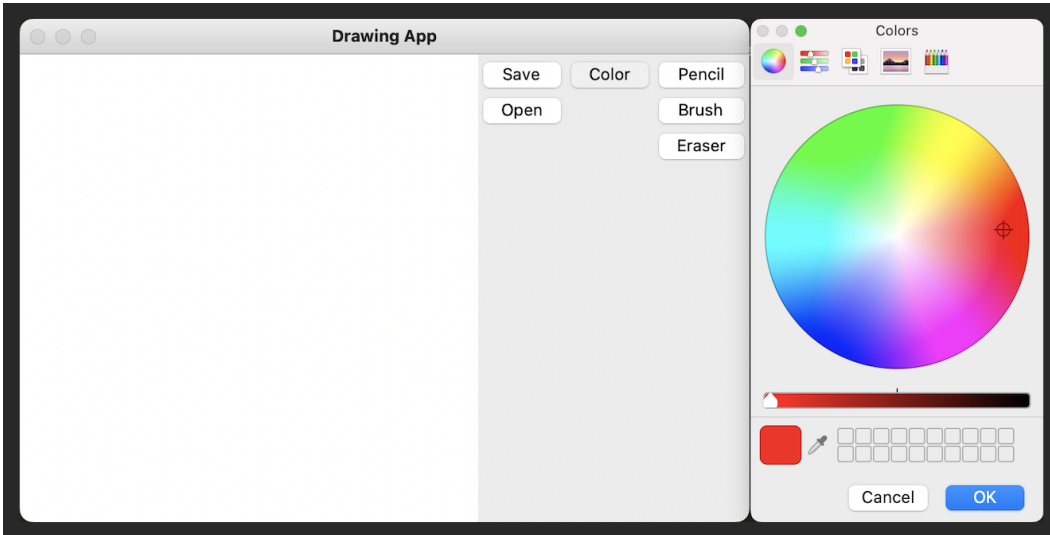 Drawing App
Save Color Pencil
Open Brush
Eraser
Colors
Cancel OK